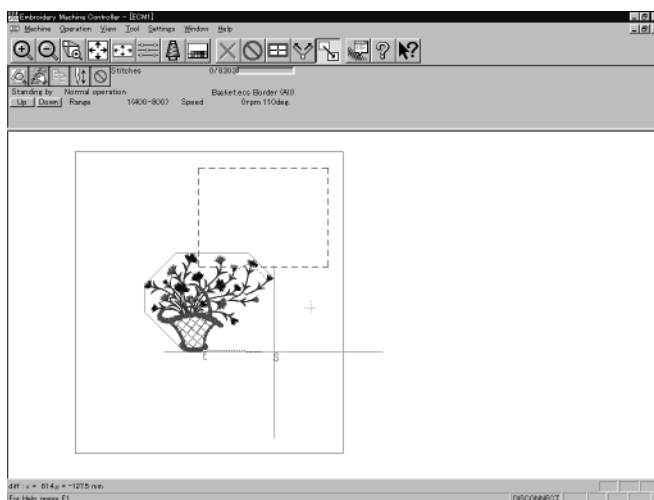 Embroidery Machine Controller - [ECM1]
Machine Operation View Tool Settings Window Help
Stitches 0/8303
Standing by Normal operation Basket.ecs Border (All)
Up Down Range 1(400-800) Speed 0rpm 110deg.
E S
diff : x = 81.4,y = -127.5 mm
For Help, press F1 DISCONNECT